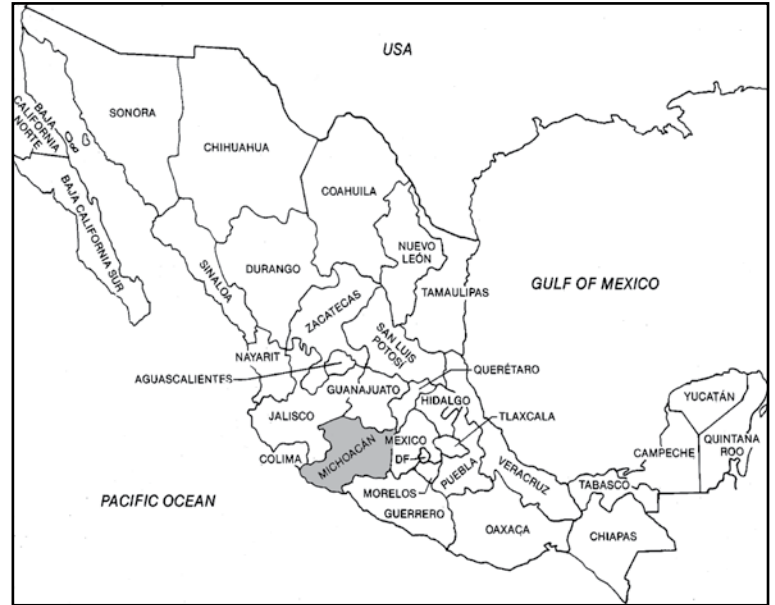 USA
BAJA
CALIFORNIA
NORTE
SONORA
CHIHUAHUA
COAHUILA
BAJA CALIFORNIA SUR
SINALOA
DURANGO
NUEVO
LEÓN
TAMAULIPAS
GULF OF MEXICO
ZACATECAS
SAN LUIS
POTOSÍ
NAYARIT
AGUASCALIENTES
QUERÉTARO
GUANAJUATO
HIDALGO
YUCATÁN
JALISCO
TLAXCALA
MEXICO
QUINTANA
ROO
CAMPECHE
COLIMA
MICHOACÁN
DF
PUEBLA
VERACRUZ
TABASCO
PACIFIC OCEAN
MORELOS
GUERRERO
OAXAÇA
CHIAPAS